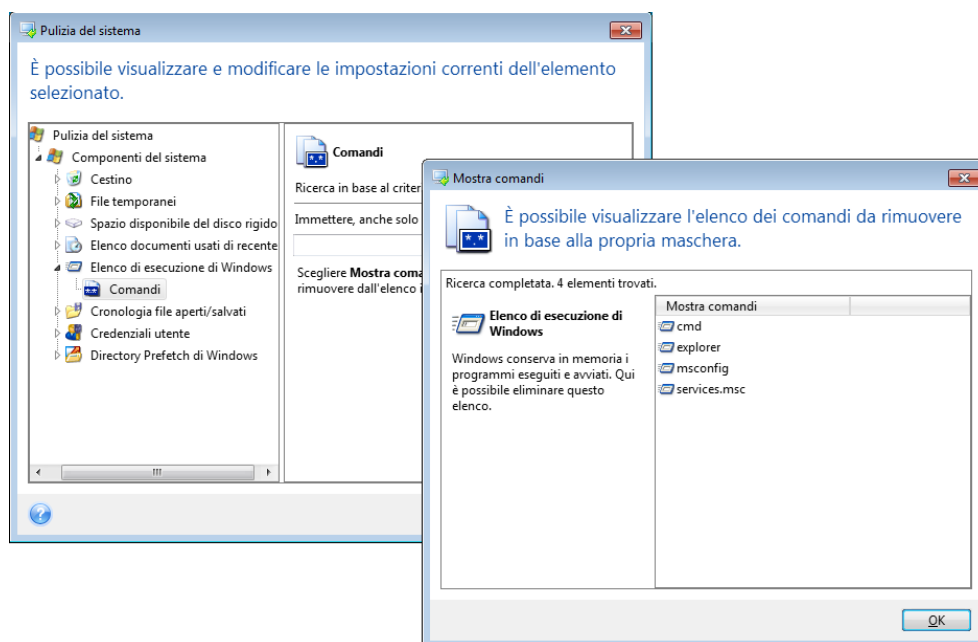 Pulizia del sistema
È possibile visualizzare e modificare le impostazioni correnti dell'elemento
selezionato.
Pulizia del sistema
Componenti del sistema
Cestino
File temporanei
Spazio disponibile del disco rigido
Elenco documenti usati di recente
Elenco di esecuzione di Windows
Comandi
Cronologia file aperti/salvati
Credenziali utente
Directory Prefetch di Windows
Comandi
Ricerca in base al criter
Immettere, anche solo
Scegliere Mostra coma
rimuovere dall'elenco i
Mostra comandi
È possibile visualizzare l'elenco dei comandi da rimuovere
in base alla propria maschera.
Ricerca completata. 4 elementi trovati.
Elenco di esecuzione di
Windows
Windows conserva in memoria i
programmi eseguiti e avviati. Qui
è possibile eliminare questo
elenco.
Mostra comandi
cmd
explorer
msconfig
services.msc
OK